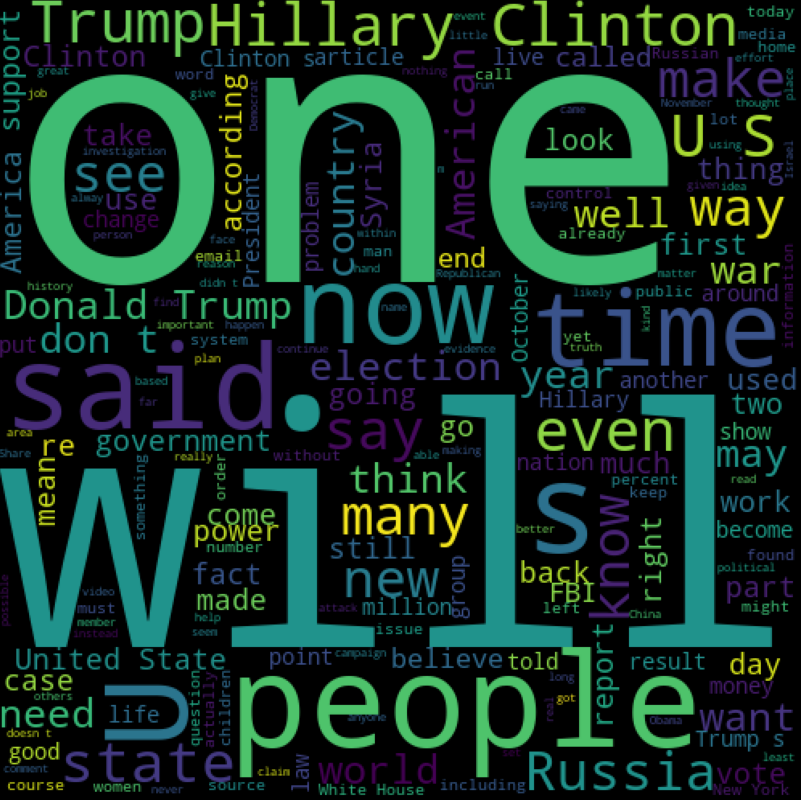 Trump
Hillary Clinton
today
event
little
media
home
support
Clinton
Clinton
sarticle
live
called
Russian
effort
great
word
nothing
call
make
place
job
give
Democrat
run
November
thought
one
according
American
came
US
lot
take
investigation
look
using
see
country
Syria
thing
Israel
alway
use
control
given
idea
change
saying
well
way
person
President
problem
within
already
America
face
man
first
email
reason
hand
end
matter
war
didn t
Republican
history
likely
public
around
information
Donald Trump
find
now
name
October
time
important
happen
kind
put
don t
system
yet
truth
plan
continue
evidence
election
said
based
year
another
used
far
going
Hillary
two
area
re
government
say
go
even
show
Share
really
without
able
making
may
mean
something
order
think
nation
much
read
will
percent
keep
come
many
s
work
power
better
know
right
become
number
still
political
found
possible
fact
new
group
back
part
video
FBI
must
made
attack
million
left
China
might
member
help
instead
seem
issue
United State
point
campaign
believe
told
report
result
day
case
others
question
actually
children
people
long
money
need
U
life
anyone
real
got
Obama
want
doesn t
good
Trump s
state
law
world
list
Russia
vote
least
comment
claim
course
women
never
source
White House
including
New York